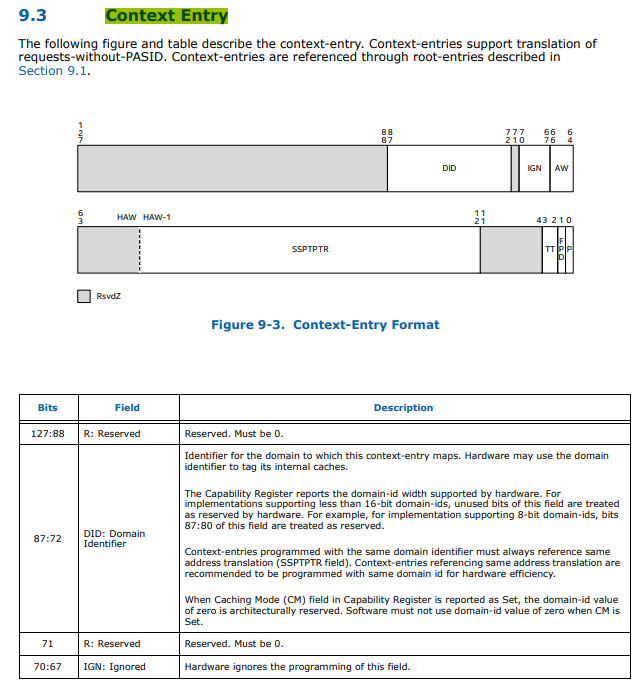 9.3 Context Entry
The following figure and table describe the context-entry. Context-entries support translation of
requests-without-PASID. Context-entries are referenced through root-entries described in
Section 9.1.
1 88 777 66 6
2 87 210 76 4
7
DID IGN AW
6 HAW HAW-1 11 43 2 1 0
3 21
SSPTPTR TT F P D P
RsvdZ
Figure 9-3. Context-Entry Format
Bits Field Description
127:88 R: Reserved Reserved. Must be 0.
87:72 DID: Domain Identifier
Identifier for the domain to which this context-entry maps. Hardware may use the domain
identifier to tag its internal caches.
The Capability Register reports the domain-id width supported by hardware. For
implementations supporting less than 16-bit domain-ids, unused bits of this field are treated
as reserved by hardware. For example, for implementation supporting 8-bit domain-ids, bits
87:80 of this field are treated as reserved.
Context-entries programmed with the same domain identifier must always reference same
address translation (SSPTPTR field). Context-entries referencing same address translation are
recommended to be programmed with same domain id for hardware efficiency.
When Caching Mode (CM) field in Capability Register is reported as Set, the domain-id value
of zero is architecturally reserved. Software must not use domain-id value of zero when CM is
Set.
71 R: Reserved Reserved. Must be 0.
70:67 IGN: Ignored Hardware ignores the programming of this field.